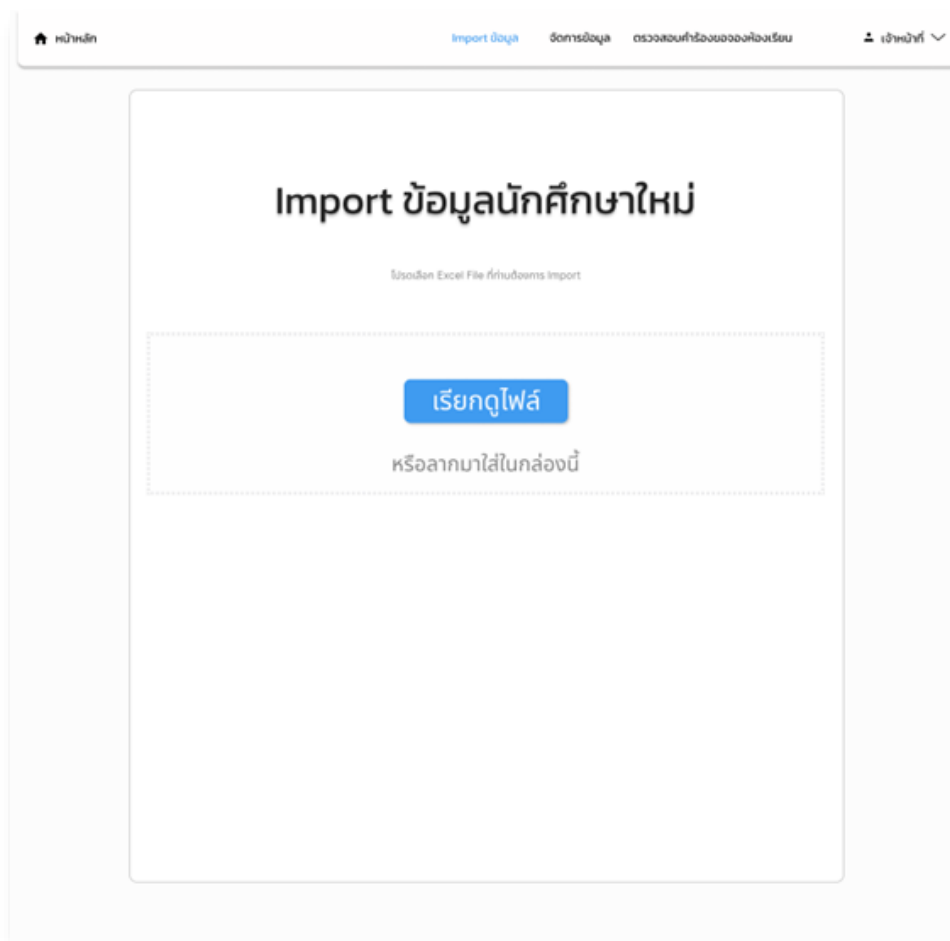 หน้าหลัก Import ข้อมูล จัดการข้อมูล ตรวจสอบคำร้องขอจองห้องเรียน เจ้าหน้าที่
Import ข้อมูลนักศึกษาใหม่
โปรดเลือก Excel File ที่ท่านต้องการ Import
เรียกดูไฟล์
หรือลากมาใส่ในกล่องนี้